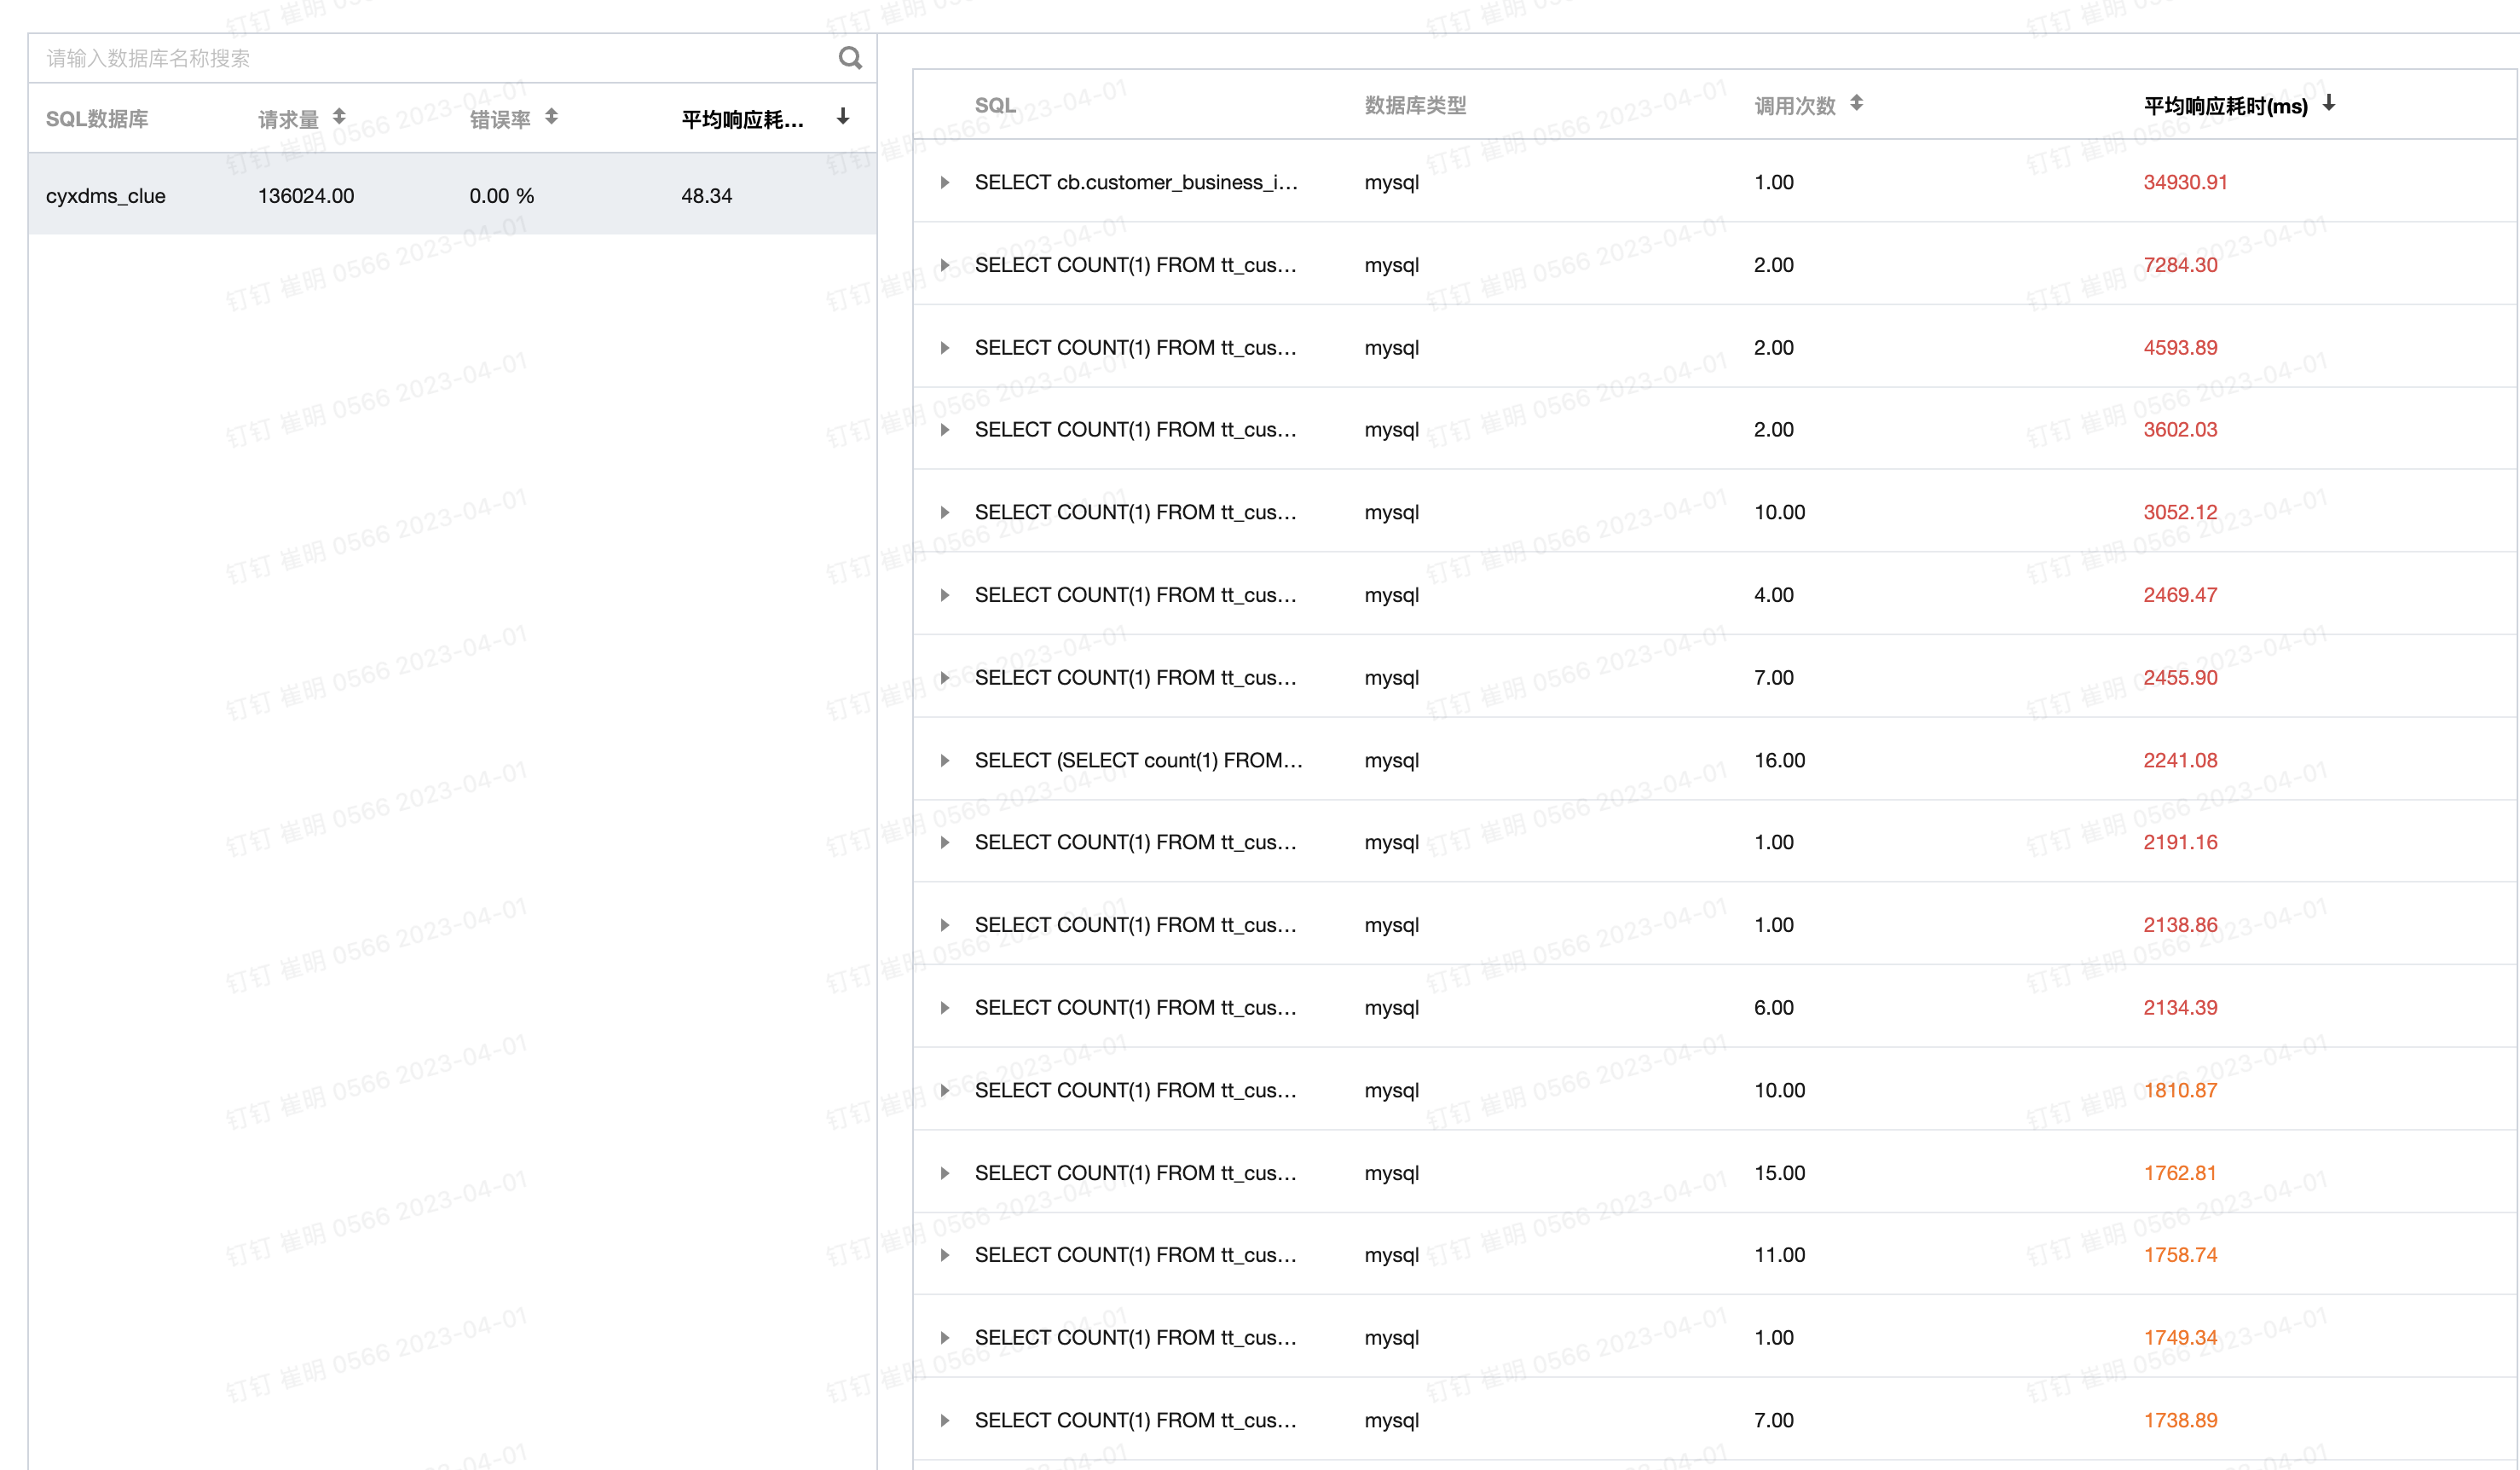 请输入数据库名称搜索
SQL数据库 请求量 错误率 平均响应耗...
cyxdms_clue 136024.00 0.00 % 48.34
SQL 数据库类型 调用次数 平均响应耗时(ms)
SELECT cb.customer_business_i... mysql 1.00 34930.91
SELECT COUNT(1) FROM tt_cus... mysql 2.00 7284.30
SELECT COUNT(1) FROM tt_cus... mysql 2.00 4593.89
SELECT COUNT(1) FROM tt_cus... mysql 2.00 3602.03
SELECT COUNT(1) FROM tt_cus... mysql 10.00 3052.12
SELECT COUNT(1) FROM tt_cus... mysql 4.00 2469.47
SELECT COUNT(1) FROM tt_cus... mysql 7.00 2455.90
SELECT (SELECT count(1) FROM... mysql 16.00 2241.08
SELECT COUNT(1) FROM tt_cus... mysql 1.00 2191.16
SELECT COUNT(1) FROM tt_cus... mysql 1.00 2138.86
SELECT COUNT(1) FROM tt_cus... mysql 6.00 2134.39
SELECT COUNT(1) FROM tt_cus... mysql 10.00 1810.87
SELECT COUNT(1) FROM tt_cus... mysql 15.00 1762.81
SELECT COUNT(1) FROM tt_cus... mysql 11.00 1758.74
SELECT COUNT(1) FROM tt_cus... mysql 1.00 1749.34
SELECT COUNT(1) FROM tt_cus... mysql 7.00 1738.89
钉钉 崔明 0566 2023-04-01